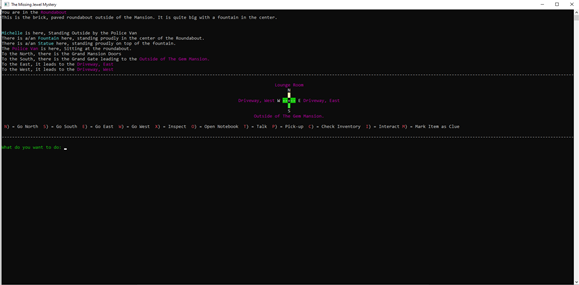 The Missing Jewel Mystery
You are in the Roundabout
This is the brick, paved roundabout outside of the Mansion. It is quite big with a fountain in the center.
Michelle is here, Standing Outside by the Police Van
There is a/an Fountain here, standing proudly in the center of the Roundabout.
There is a/an Statue here, standing proudly on top of the fountain.
The Police Van is here, Sitting at the roundabout.
To the North, there is the Grand Mansion Doors
To the South, there is the Grand Gate leading to the Outside of The Gem Mansion.
To the East, it leads to the Driveway, East
To the West, it leads to the Driveway, West
Lounge Room
N
Driveway, West W E Driveway, East
S
Outside of The Gem Mansion
N) = Go North S) = Go South E) = Go East W) = Go West X) = Inspect O) = Open Notebook T) = Talk P) = Pick-up = Check Inventory = Interact = Mark Item as Clue
What do you want to do: